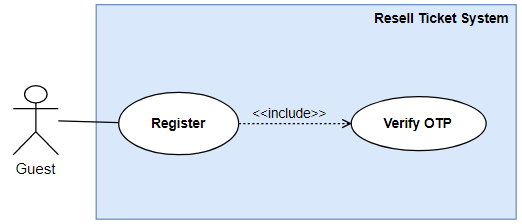 Resell Ticket System
<<include>>
Register
Verify OTP
Guest